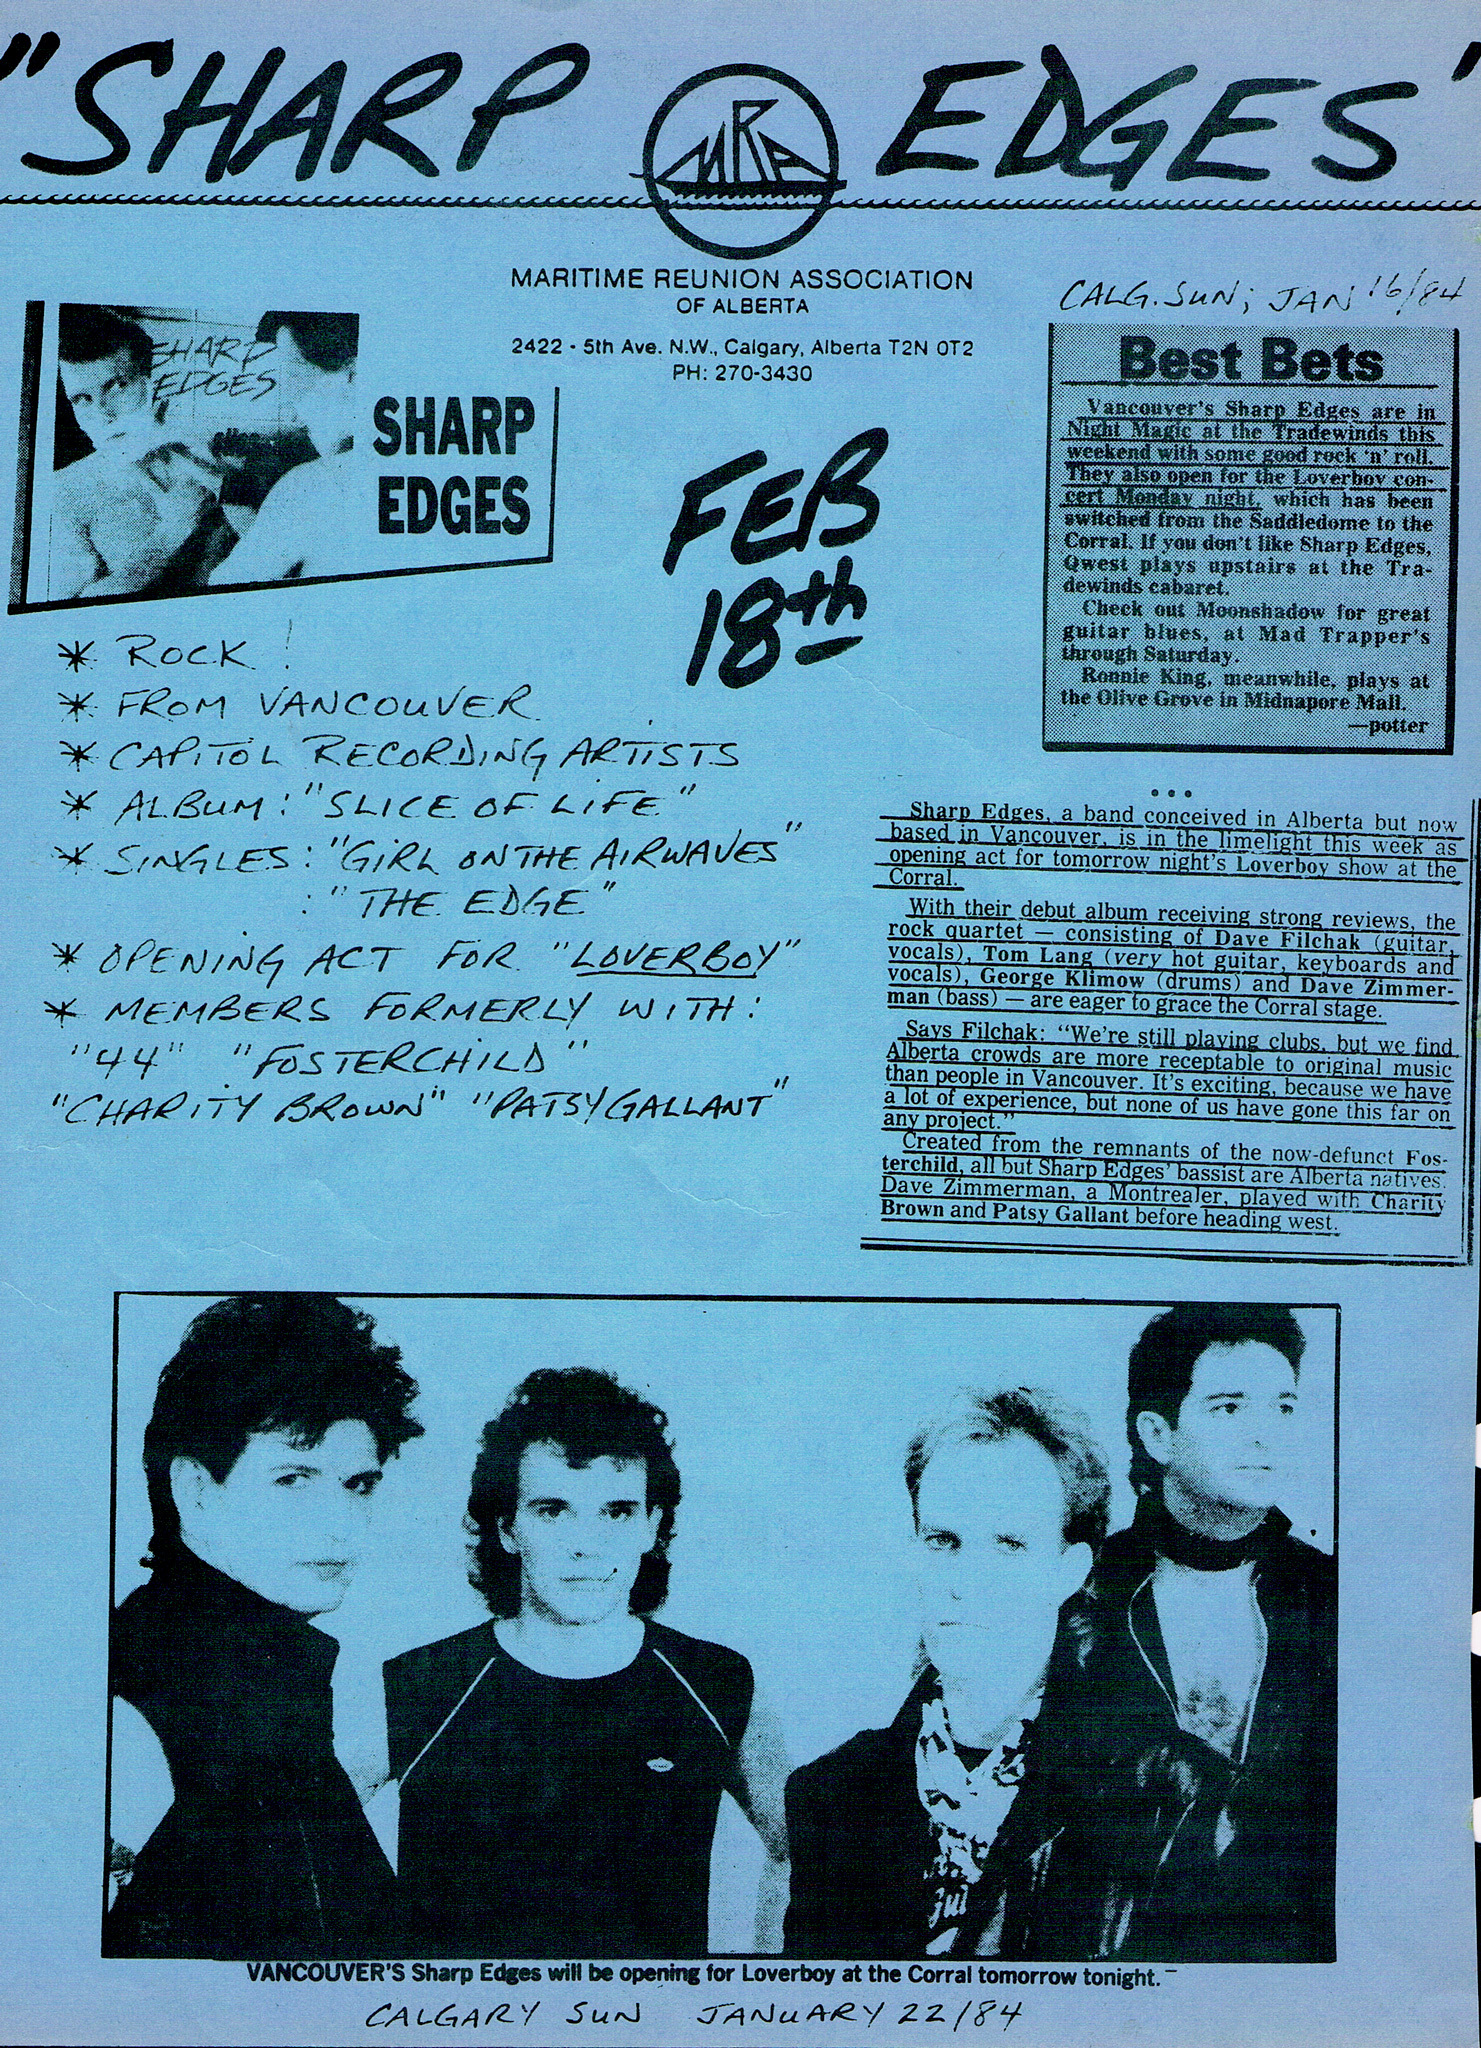 "SHARP EDGES"
MRA
MARITIME REUNION ASSOCIATION
OF ALBERTA
2422 - 5th Ave. N.W., Calgary, Alberta T2N 0T2
PH: 270-3430
SHARP
EDGES
SHARP
EDGES
FEB
18th
* ROCK!
* FROM VANCOUVER
* CAPITOL RECORDING ARTISTS
* ALBUM: "SLICE OF LIFE"
* SINGLES: "GIRL ON THE AIRWAVES"
: "THE EDGE"
* OPENING ACT FOR "LOVERBOY"
* MEMBERS FORMERLY WITH:
"44" "FOSTERCHILD"
"CHARITY BROWN" "PATSY GALLANT"
CALG. SUN; JAN 16/84
Best Bets
Vancouver's Sharp Edges are in
Night Magic at the Tradewinds this
weekend with some good rock 'n' roll.
They also open for the Loverboy con-
cert Monday night, which has been
switched from the Saddledome to the
Corral. If you don't like Sharp Edges,
Qwest plays upstairs at the Tra-
dewinds cabaret.
Check out Moonshadow for great
guitar blues, at Mad Trapper's
through Saturday.
Ronnie King, meanwhile, plays at
the Olive Grove in Midnapore Mall.
—potter
...
Sharp Edges, a band conceived in Alberta but now
based in Vancouver, is in the limelight this week as
opening act for tomorrow night's Loverboy show at the
Corral.
With their debut album receiving strong reviews, the
rock quartet — consisting of Dave Filchak (guitar,
vocals), Tom Lang (very hot guitar, keyboards and
vocals), George Klimow (drums) and Dave Zimmer-
man (bass) — are eager to grace the Corral stage.
Says Filchak: "We're still playing clubs, but we find
Alberta crowds are more receptable to original music
than people in Vancouver. It's exciting, because we have
a lot of experience, but none of us have gone this far on
any project."
Created from the remnants of the now-defunct Fos-
terchild, all but Sharp Edges' bassist are Alberta natives.
Dave Zimmerman, a Montrealer, played with Charity
Brown and Patsy Gallant before heading west.
VANCOUVER'S Sharp Edges will be opening for Loverboy at the Corral tomorrow tonight.
CALGARY SUN JANUARY 22/84